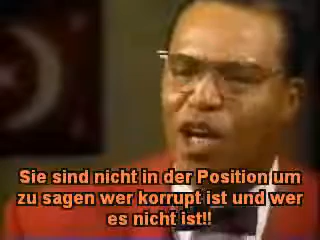 Sie sind nicht in der Position um
zu sagen wer korrupt ist und wer
es nicht ist!!